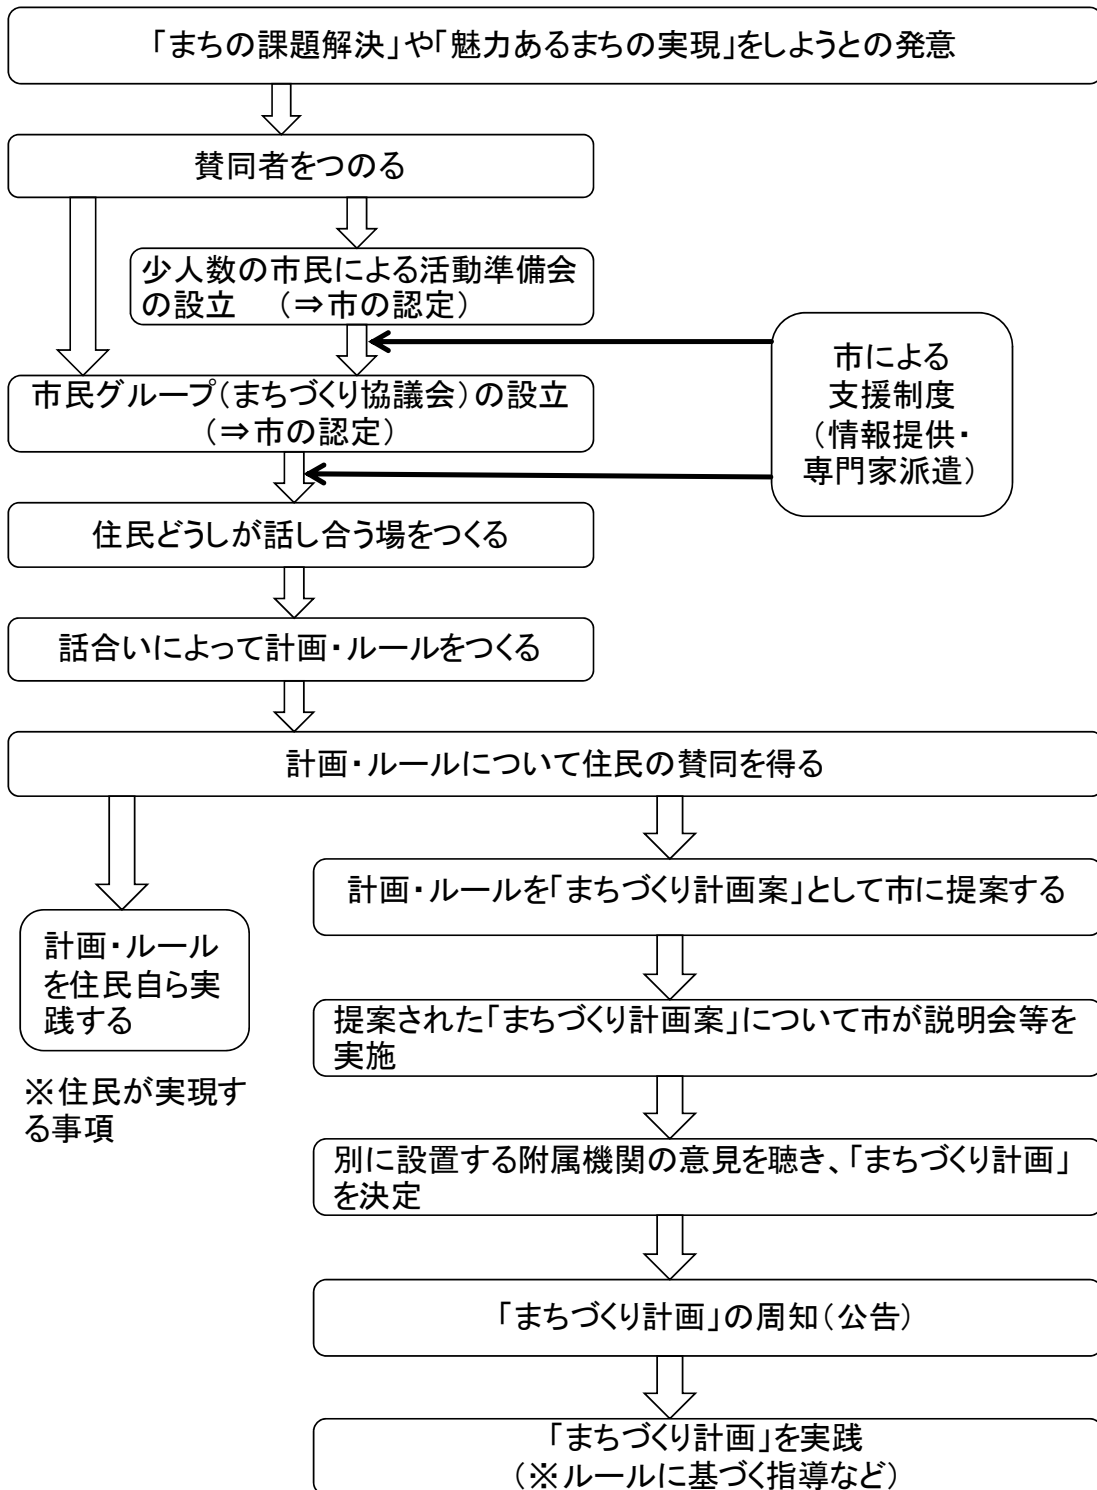 「まちの課題解決」や「魅力あるまちの実現」をしようとの発意
賛同者をつのる
少人数の市民による活動準備会
の設立　（⇒市の認定）
市民グループ（まちづくり協議会）の設立
（⇒市の認定）
市による
支援制度
（情報提供・
専門家派遣）
住民どうしが話し合う場をつくる
話合いによって計画・ルールをつくる
計画・ルールについて住民の賛同を得る
計画・ルール
を住民自ら実
践する
※住民が実現す
る事項
計画・ルールを「まちづくり計画案」として市に提案する
提案された「まちづくり計画案」について市が説明会等を
実施
別に設置する附属機関の意見を聴き、「まちづくり計画」
を決定
「まちづくり計画」の周知（公告）
「まちづくり計画」を実践
（※ルールに基づく指導など）